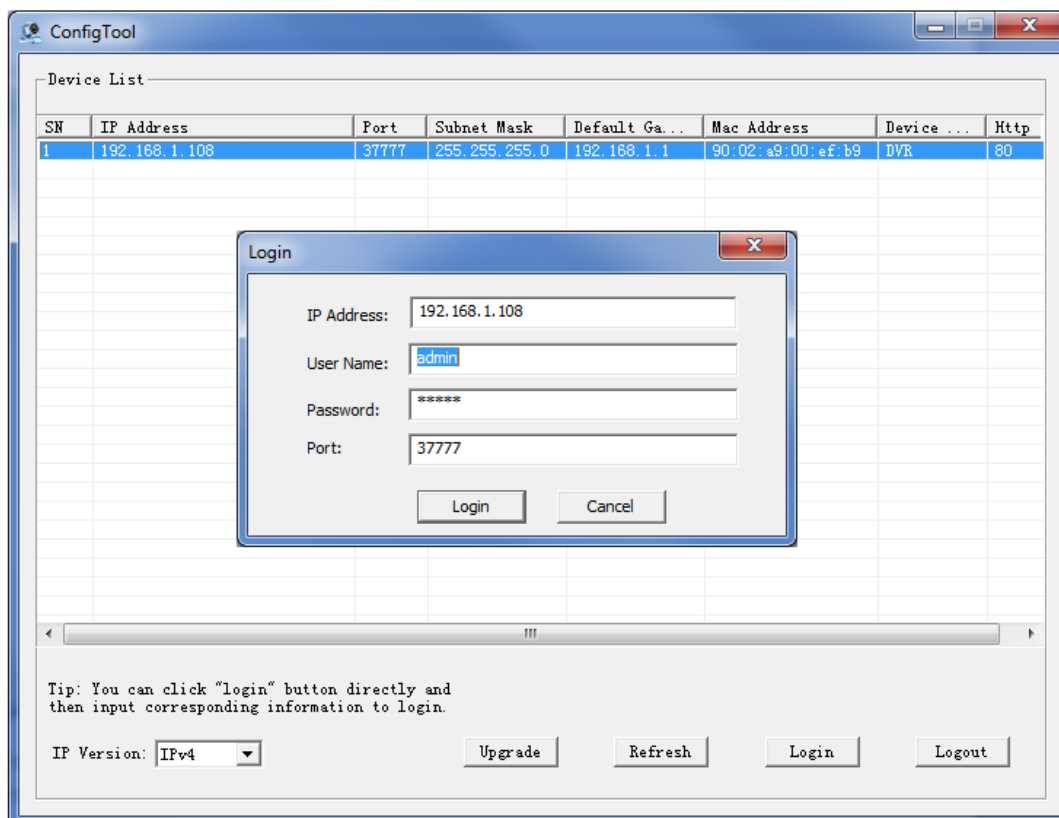 ConfigTool
Device List
SN IP Address Port Subnet Mask Default Ga... Mac Address Device ... Http
1 192.168.1.108 37777 255.255.255.0 192.168.1.1 90:02:a9:00:ef:b9 DVR 80
Login
IP Address: 192.168.1.108
User Name: admin
Password: *****
Port: 37777
Login Cancel
Tip: You can click "login" button directly and
then input corresponding information to login.
IP Version: IPv4 Upgrade Refresh Login Logout